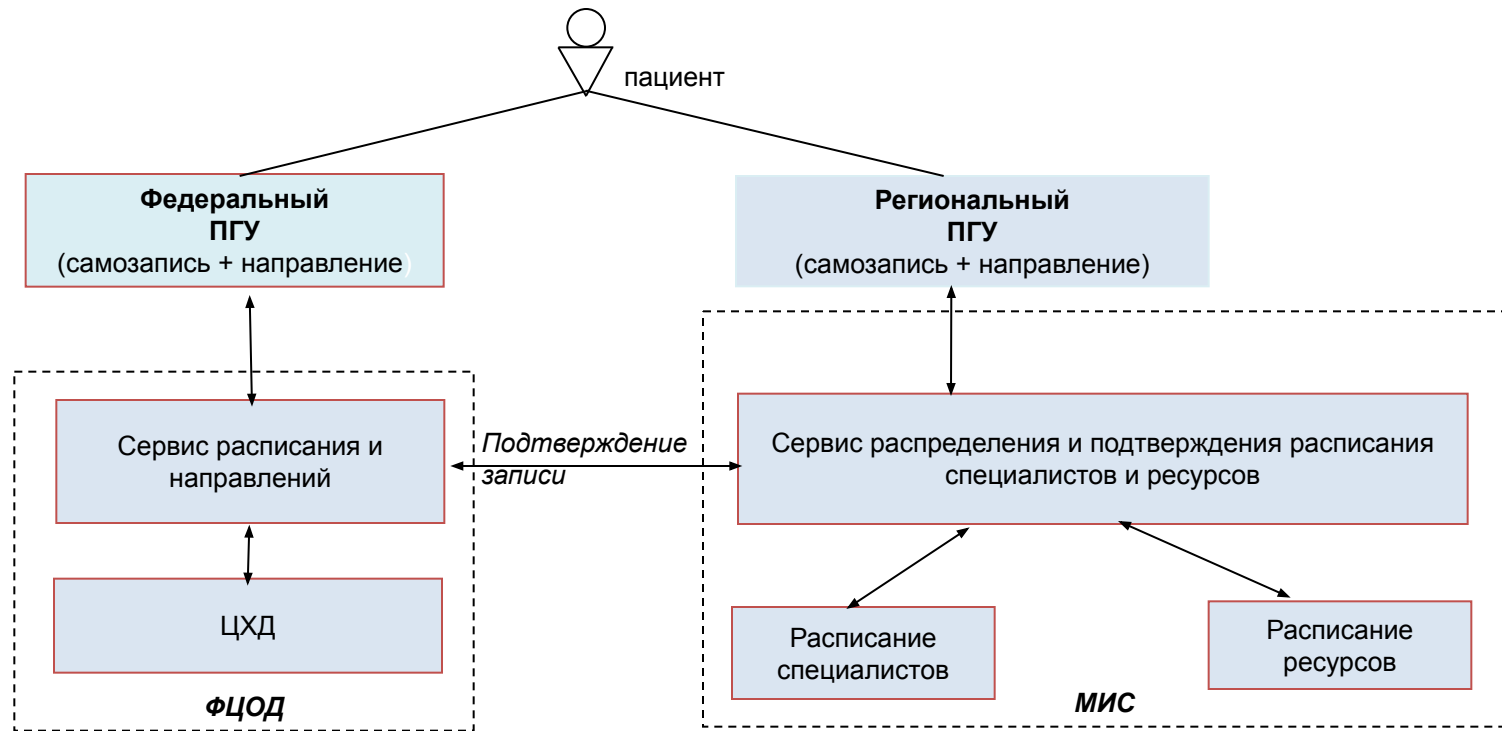 пациент
Федеральный
ПГУ
(самозапись + направление)
Региональный
ПГУ
(самозапись + направление)
Сервис расписания и
направлений
Подтверждение
записи
Сервис распределения и подтверждения расписания
специалистов и ресурсов
ЦХД
Расписание
специалистов
Расписание
ресурсов
ФЦОД
МИС